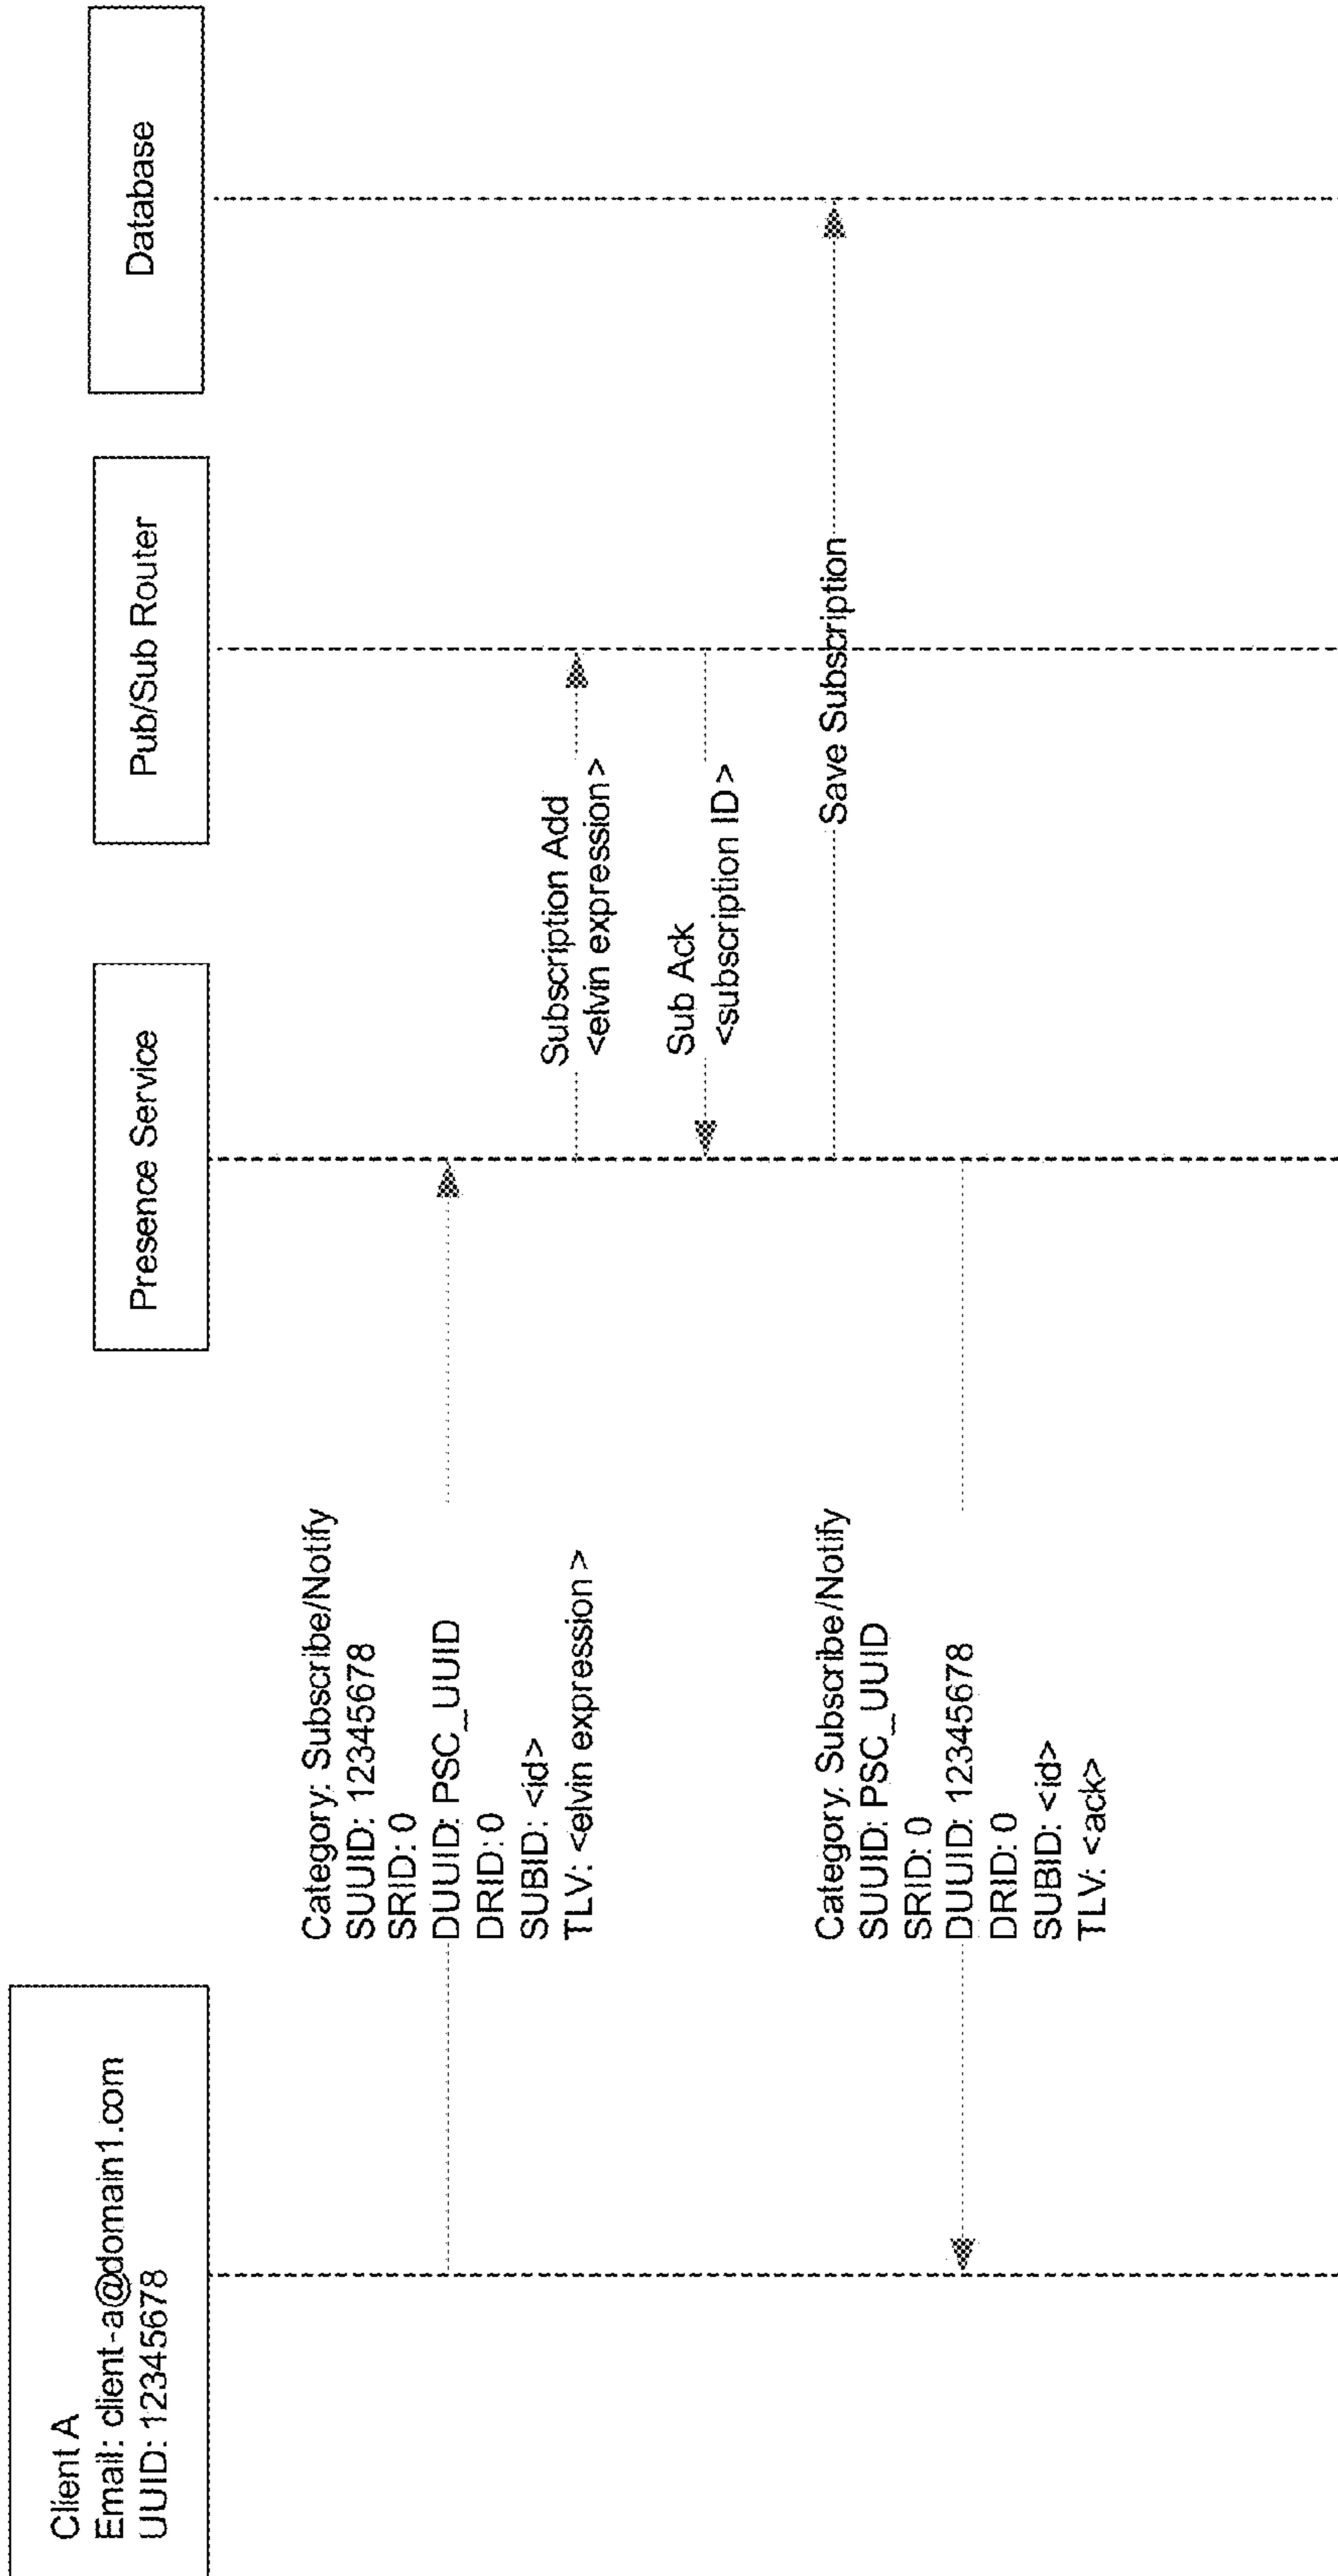 Client A
Email: client-a@domain1.com
UUID: 12345678
Presence Service
Pub/Sub Router
Database
Category: Subscribe/Notify
SUUID: 12345678
SRID: 0
DUUID: PSC_UUID
DRID: 0
SUBID: <id>
TLV: <elvin expression>
Subscription Add
<elvin expression>
Sub Ack
<subscription ID>
Save Subscription
Category: Subscribe/Notify
SUUID: PSC_UUID
SRID: 0
DUUID: 12345678
DRID: 0
SUBID: <id>
TLV: <ack>